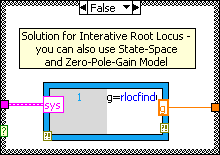 False
Solution for Interative Root Locus -
you can also use State-Space
and Zero-Pole-Gain Model
sys
1
g=rlocfind
g
?
?
?